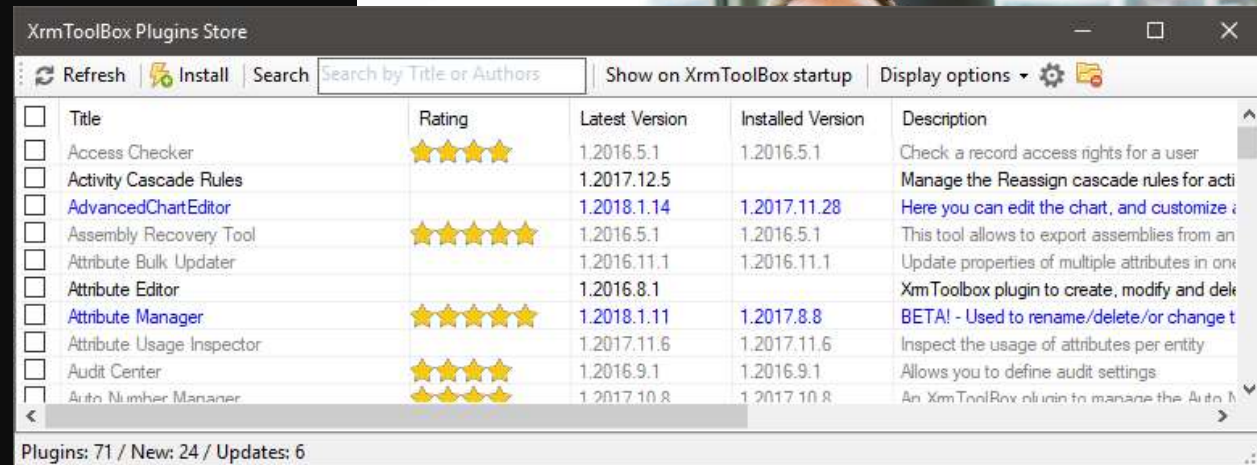 XrmToolBox Plugins Store
Refresh Install Search Search by Title or Authors Show on XrmToolBox startup Display options
Title Rating Latest Version Installed Version Description
Access Checker 1.2016.5.1 1.2016.5.1 Check a record access rights for a user
Activity Cascade Rules 1.2017.12.5 Manage the Reassign cascade rules for acti
AdvancedChartEditor 1.2018.1.14 1.2017.11.28 Here you can edit the chart, and customize a
Assembly Recovery Tool 1.2016.5.1 1.2016.5.1 This tool allows to export assemblies from an
Attribute Bulk Updater 1.2016.11.1 1.2016.11.1 Update properties of multiple attributes in one
Attribute Editor 1.2016.8.1 XrmToolbox plugin to create, modify and dele
Attribute Manager 1.2018.1.11 1.2017.8.8 BETA! - Used to rename/delete/or change t
Attribute Usage Inspector 1.2017.11.6 1.2017.11.6 Inspect the usage of attributes per entity
Audit Center 1.2016.9.1 1.2016.9.1 Allows you to define audit settings
Auto Number Manager 1.2017.10.8 1.2017.10.8 An XrmToolBox plugin to manage the Auto N
Plugins: 71 / New: 24 / Updates: 6